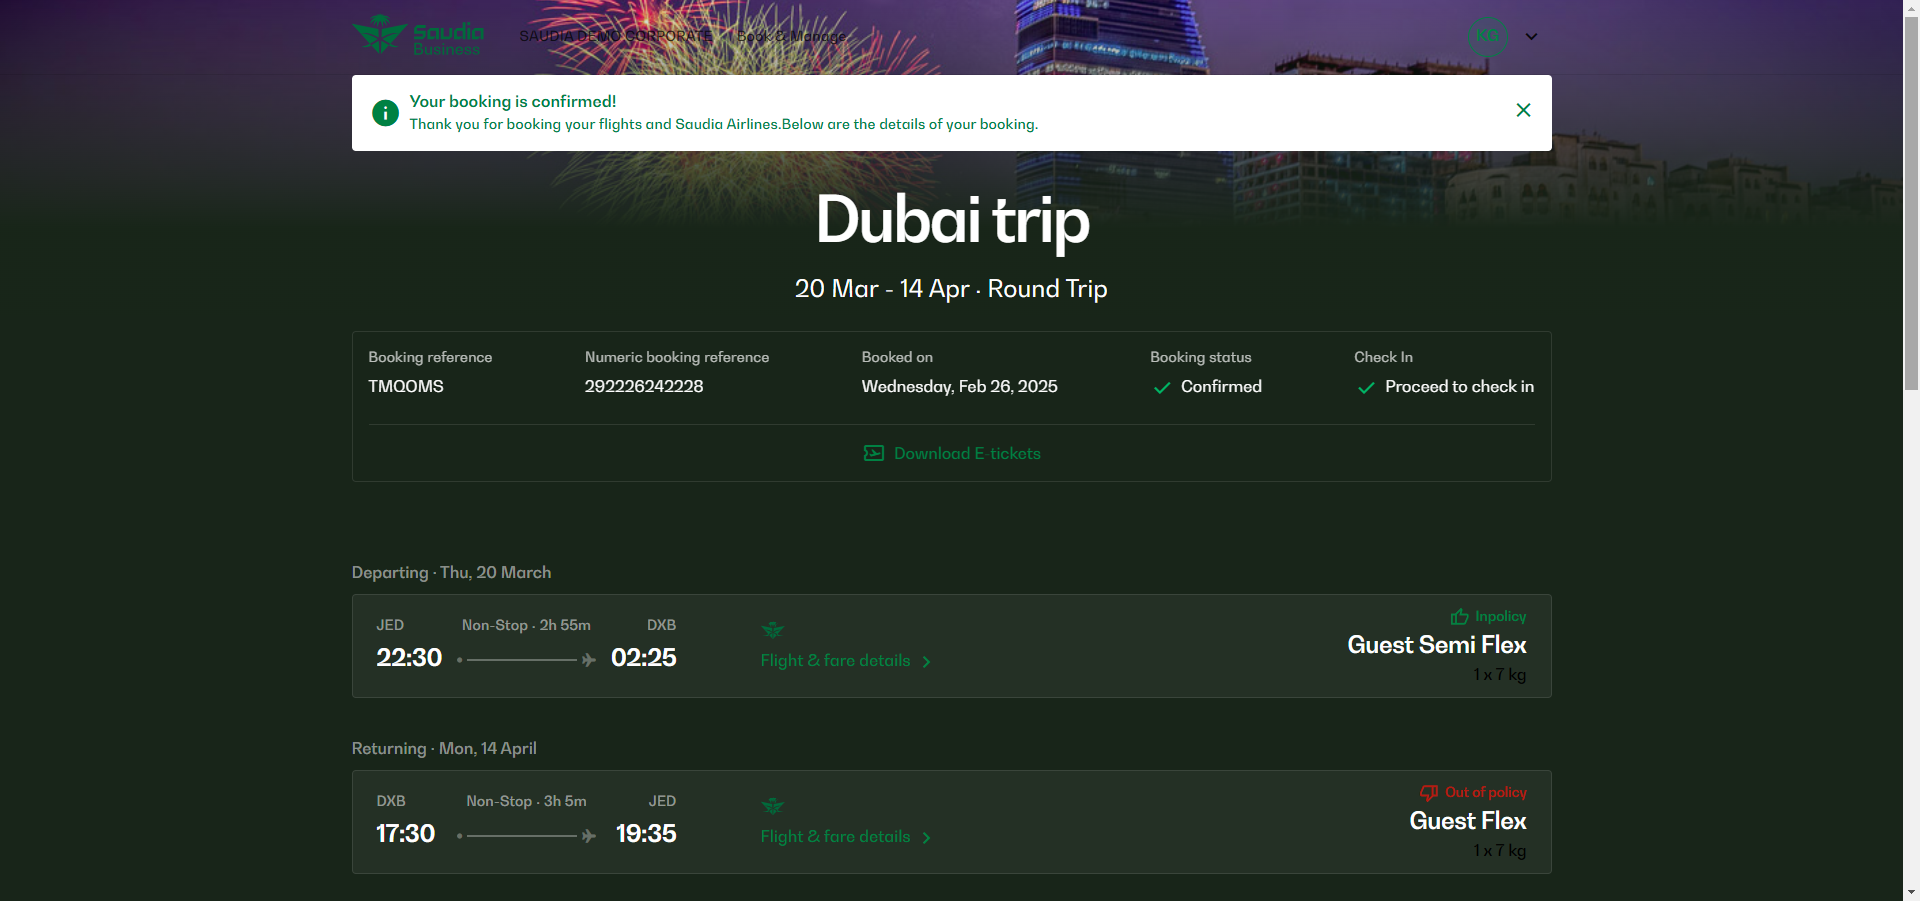 Saudia
Business
SAUDIA DEMO CORPORATE
Book & Manage
KG
Your booking is confirmed!
Thank you for booking your flights and Saudia Airlines.Below are the details of your booking.
Dubai trip
20 Mar - 14 Apr · Round Trip
Booking reference
Numeric booking reference
Booked on
Booking status
Check In
TMQOMS
292226242228
Wednesday, Feb 26, 2025
Confirmed
Proceed to check in
Download E-tickets
Departing · Thu, 20 March
JED
Non-Stop · 2h 55m
DXB
22:30
02:25
Flight & fare details
Inpolicy
Guest Semi Flex
1 x 7 kg
Returning · Mon, 14 April
DXB
Non-Stop · 3h 5m
JED
17:30
19:35
Flight & fare details
Out of policy
Guest Flex
1 x 7 kg